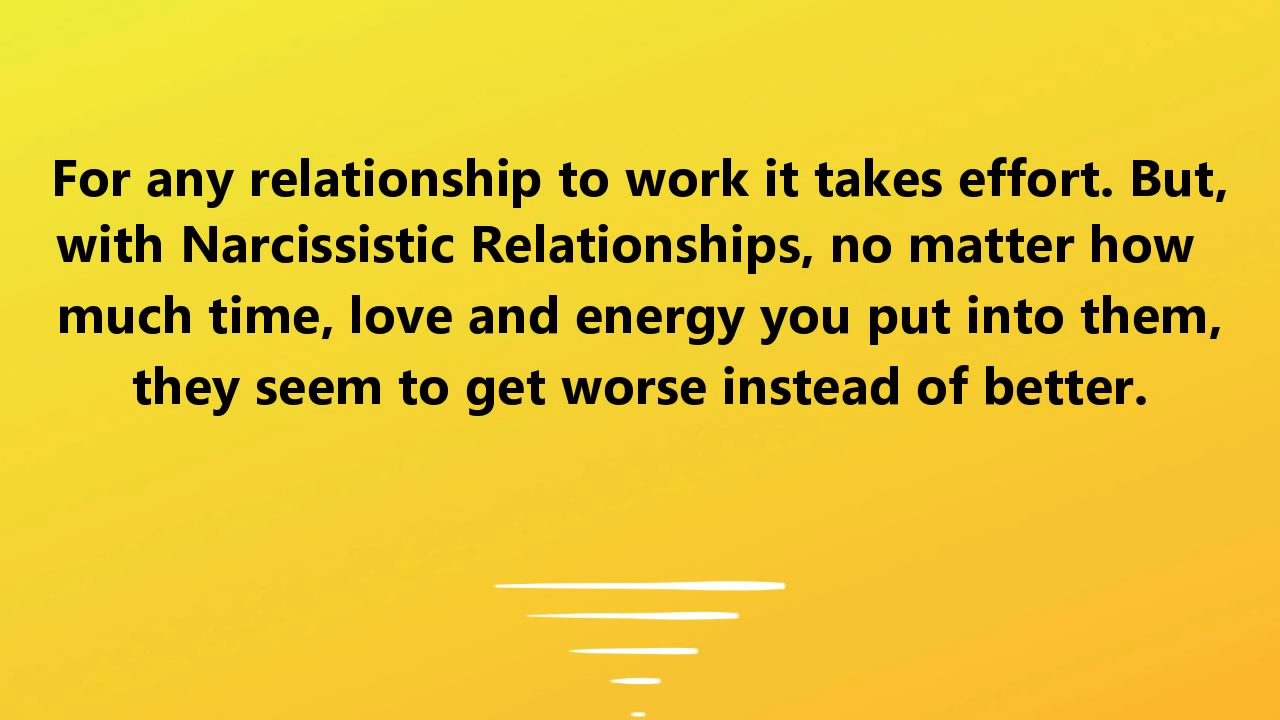 For any relationship to work it takes effort. But,
with Narcissistic Relationships, no matter how
much time, love and energy you put into them,
they seem to get worse instead of better.